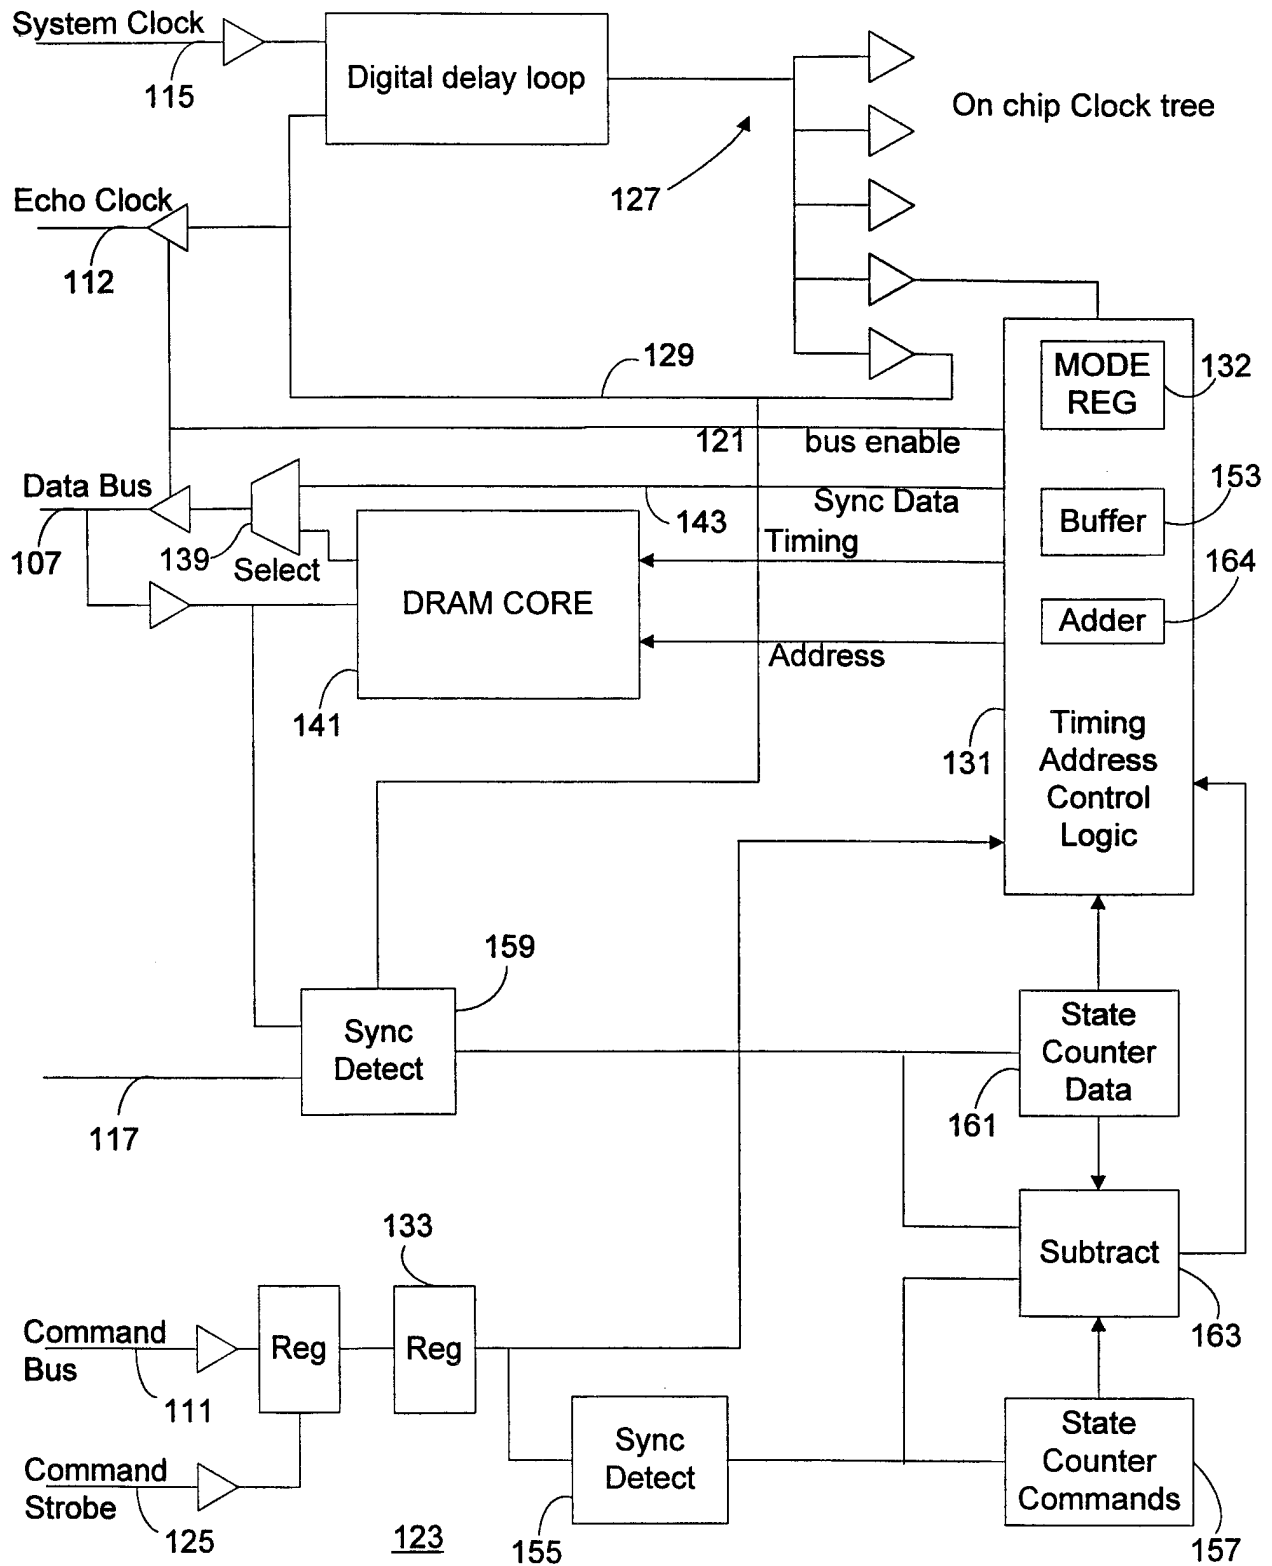 System Clock
115
Digital delay loop
On chip Clock tree
127
Echo Clock
112
129
MODE
REG
132
121
bus enable
Data Bus
107
139
Select
143
Sync Data
Buffer
153
Timing
164
DRAM CORE
Adder
Address
141
131
Timing
Address
Control
Logic
159
Sync
Detect
State
Counter
Data
161
117
133
Subtract
163
Command
Bus
111
Reg
Reg
Sync
Detect
State
Counter
Commands
Command
Strobe
125
123
155
157